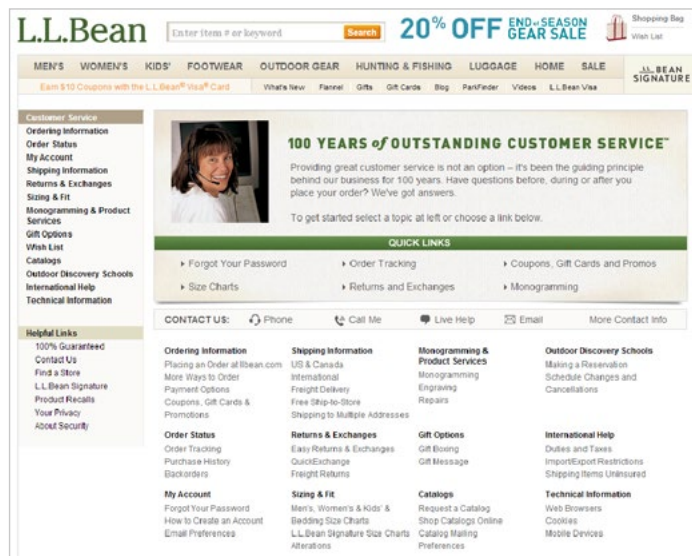 L.L.Bean
Enter item # or keyword
Search
20% OFF END of SEASON GEAR SALE
Shopping Bag
Wish List
MEN'S WOMEN'S KIDS' FOOTWEAR OUTDOOR GEAR HUNTING & FISHING LUGGAGE HOME SALE
L.L.BEAN SIGNATURE
Earn $10 Coupons with the L.L.Bean® Visa® Card
What's New Flannel Gifts Gift Cards Blog ParkFinder Videos L.L.Bean Visa
Customer Service
Ordering Information
Order Status
My Account
Shipping Information
Returns & Exchanges
Sizing & Fit
Monogramming & Product
Services
Gift Options
Wish List
Catalogs
Outdoor Discovery Schools
International Help
Technical Information
Helpful Links
100% Guaranteed
Contact Us
Find a Store
L.L.Bean Signature
Product Recalls
Your Privacy
About Security
100 YEARS of OUTSTANDING CUSTOMER SERVICE™
Providing great customer service is not an option – it's been the guiding principle
behind our business for 100 years. Have questions before, during or after you
place your order? We've got answers.
To get started select a topic at left or choose a link below.
QUICK LINKS
Forgot Your Password Order Tracking Coupons, Gift Cards and Promos
Size Charts Returns and Exchanges Monogramming
CONTACT US: Phone Call Me Live Help Email More Contact Info
Ordering Information
Placing an Order at llbean.com
More Ways to Order
Payment Options
Coupons, Gift Cards &
Promotions
Shipping Information
US & Canada
International
Freight Delivery
Free Ship-to-Store
Shipping to Multiple Addresses
Monogramming &
Product Services
Monogramming
Engraving
Repairs
Outdoor Discovery Schools
Making a Reservation
Schedule Changes and
Cancellations
Order Status
Order Tracking
Purchase History
Backorders
Returns & Exchanges
Easy Returns & Exchanges
QuickExchange
Freight Returns
Gift Options
Gift Boxing
Gift Message
International Help
Duties and Taxes
Import/Export Restrictions
Shipping Items Uninsured
My Account
Forgot Your Password
How to Create an Account
Email Preferences
Sizing & Fit
Men's, Women's & Kids' &
Bedding Size Charts
L.L.Bean Signature Size Charts
Alterations
Catalogs
Request a Catalog
Shop Catalogs Online
Catalog Mailing
Preferences
Technical Information
Web Browsers
Cookies
Mobile Devices